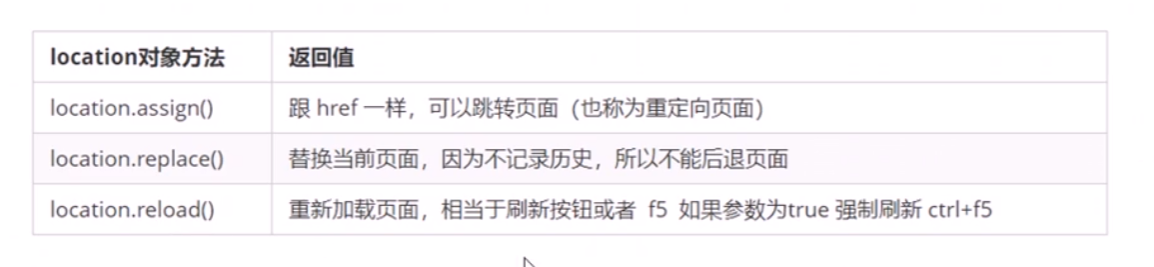 location对象方法 返回值
location.assign() 跟 href 一样，可以跳转页面（也称为重定向页面）
location.replace() 替换当前页面，因为不记录历史，所以不能后退页面
location.reload() 重新加载页面，相当于刷新按钮或者 f5 如果参数为true 强制刷新 ctrl+f5